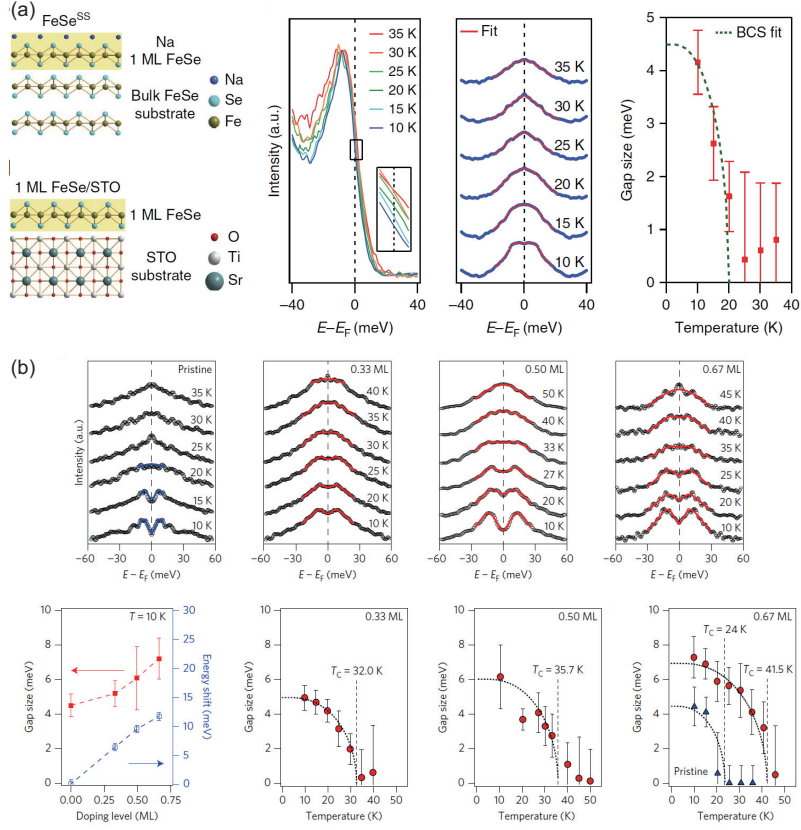 (a)
FeSe^SS
Na
1 ML FeSe
Bulk FeSe
substrate
Na
Se
Fe
1 ML FeSe/STO
1 ML FeSe
STO
substrate
O
Ti
Sr
Intensity (a.u.)
35 K
30 K
25 K
20 K
15 K
10 K
−40 0 40
E−E_F (meV)
Fit
35 K
30 K
25 K
20 K
15 K
10 K
−40 0 40
E−E_F (meV)
BCS fit
Gap size (meV)
5
4
3
2
1
0
0 10 20 30 40
Temperature (K)
(b)
Pristine
Intensity (a.u.)
35 K
30 K
25 K
20 K
15 K
10 K
−60 −30 0 30 60
E − E_F (meV)
0.33 ML
40 K
35 K
30 K
25 K
20 K
10 K
−60 −30 0 30 60
E − E_F (meV)
0.50 ML
50 K
40 K
33 K
27 K
20 K
10 K
−60 −30 0 30 60
E − E_F (meV)
0.67 ML
45 K
40 K
35 K
25 K
20 K
10 K
−60 −30 0 30 60
E − E_F (meV)
T = 10 K
Gap size (meV)
10
8
6
4
2
0
Energy shift (meV)
30
25
20
15
10
5
0
0.00 0.25 0.50 0.75
Doping level (ML)
0.33 ML
T_C = 32.0 K
Gap size (meV)
10
8
6
4
2
0
0 10 20 30 40 50
Temperature (K)
0.50 ML
T_C = 35.7 K
Gap size (meV)
10
8
6
4
2
0
0 10 20 30 40 50
Temperature (K)
0.67 ML
T_C = 24 K
T_C = 41.5 K
Pristine
Gap size (meV)
10
8
6
4
2
0
0 10 20 30 40 50
Temperature (K)